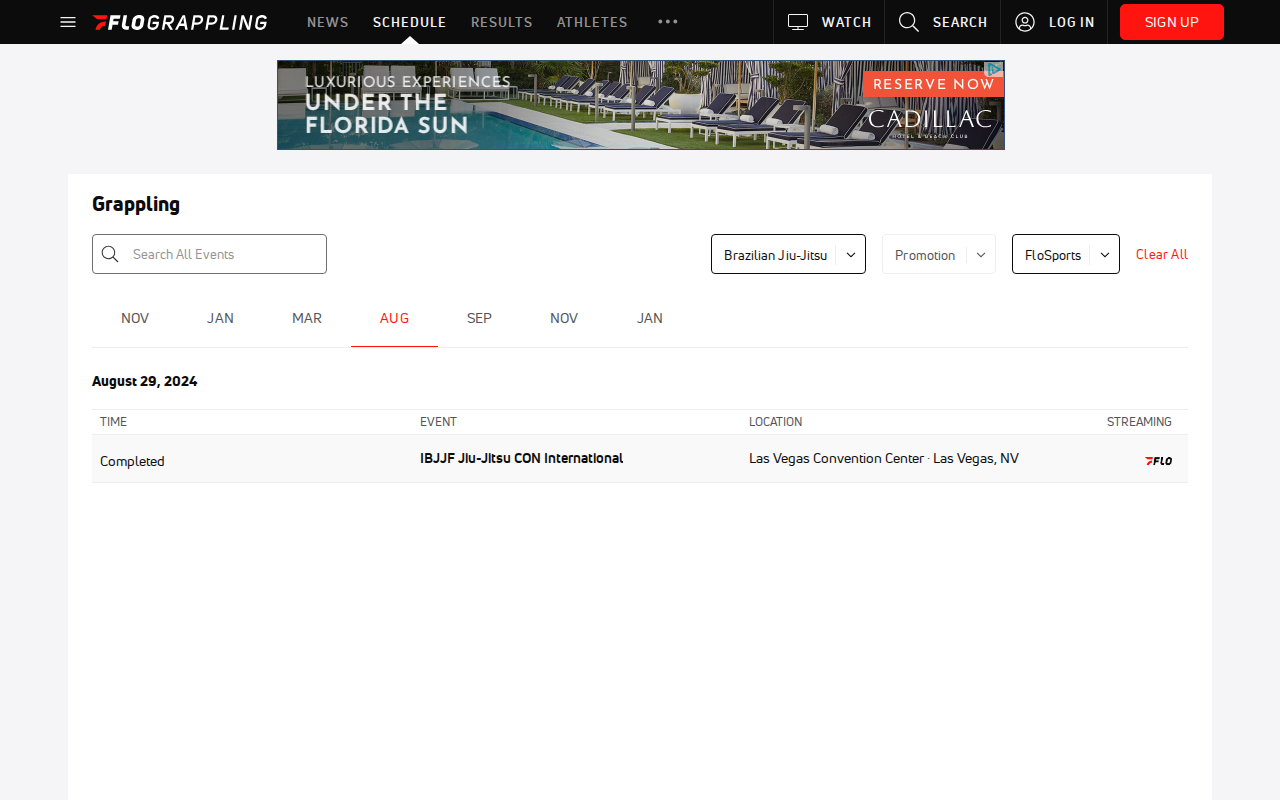 FLOGRAPPLING
NEWS
SCHEDULE
RESULTS
ATHLETES
WATCH
SEARCH
LOG IN
SIGN UP
LUXURIOUS EXPERIENCES
UNDER THE
FLORIDA SUN
RESERVE NOW
CADILLAC
HOTEL & BEACH CLUB
Grappling
Search All Events
Brazilian Jiu-Jitsu
Promotion
FloSports
Clear All
NOV JAN MAR AUG SEP NOV JAN
August 29, 2024
TIME EVENT LOCATION STREAMING
Completed IBJJF Jiu-Jitsu CON International Las Vegas Convention Center · Las Vegas, NV FLO